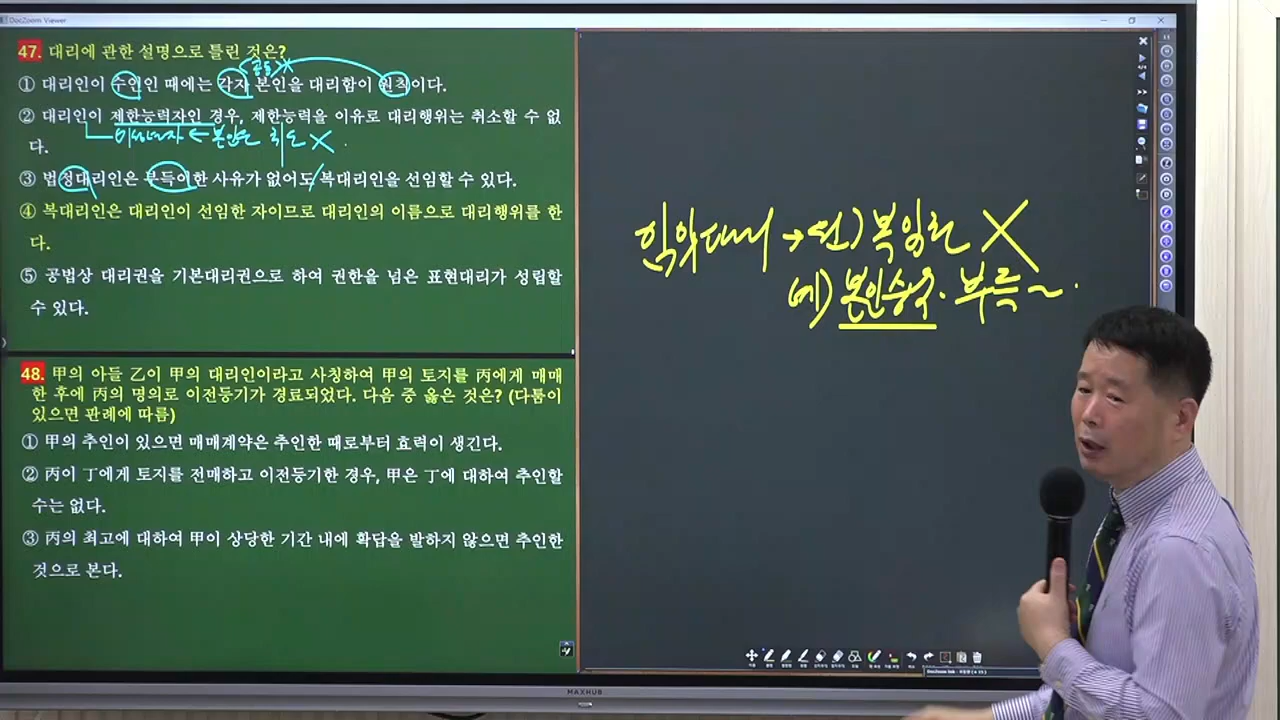 DocZoom Viewer
47. 대리에 관한 설명으로 틀린 것은?
공동 X
① 대리인이 수인인 때에는 각자 본인을 대리함이 원칙이다.
② 대리인이 제한능력자인 경우, 제한능력을 이유로 대리행위는 취소할 수 없
다.
미성년자 ← 본인은 취소 X
③ 법정대리인은 부득이한 사유가 없어도 복대리인을 선임할 수 있다.
④ 복대리인은 대리인이 선임한 자이므로 대리인의 이름으로 대리행위를 한
다.
⑤ 공법상 대리권을 기본대리권으로 하여 권한을 넘은 표현대리가 성립할
수 있다.
48. 甲의 아들 乙이 甲의 대리인이라고 사칭하여 甲의 토지를 丙에게 매매
한 후에 丙의 명의로 이전등기가 경료되었다. 다음 중 옳은 것은? (다툼이
있으면 판례에 따름)
① 甲의 추인이 있으면 매매계약은 추인한 때로부터 효력이 생긴다.
② 丙이 丁에게 토지를 전매하고 이전등기한 경우, 甲은 丁에 대하여 추인할
수는 없다.
③ 丙의 최고에 대하여 甲이 상당한 기간 내에 확답을 발하지 않으면 추인한
것으로 본다.
임의대리 → 원) 복임권 X
예) 본인승낙. 부득~.
MAXHUB